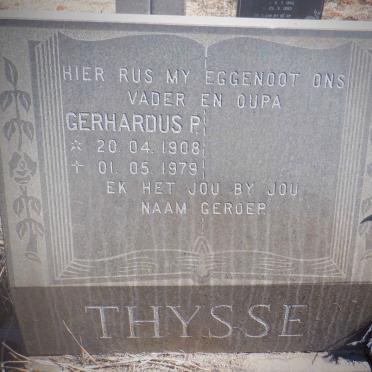 HIER RUS MY EGGENOOT ONS
VADER EN OUPA
GERHARDUS P.
☆ 20.04.1908
✝ 01.05.1979
EK HET JOU BY JOU
NAAM GEROEP
THYSSE